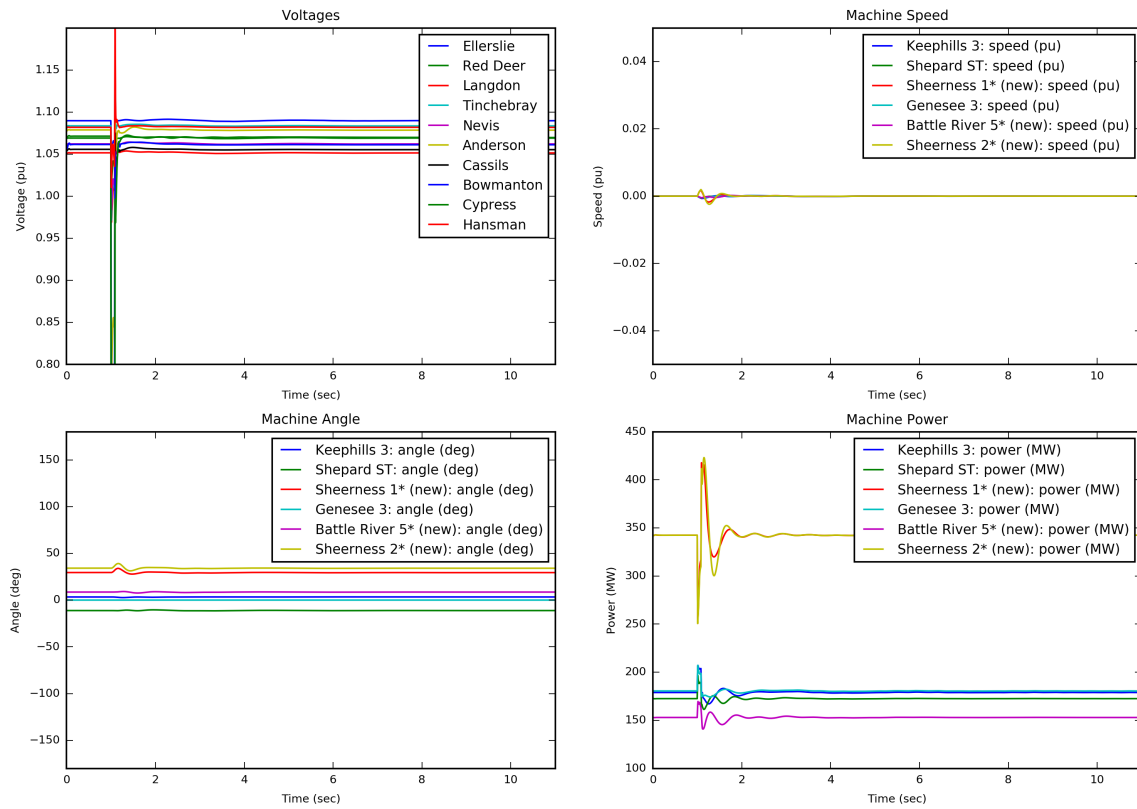 Voltages
1.15
1.10
1.05
1.00
0.95
0.90
0.85
0.80
Voltage (pu)
Ellerslie
Red Deer
Langdon
Tinchebray
Nevis
Anderson
Cassils
Bowmanton
Cypress
Hansman
0 2 4 6 8 10
Time (sec)
Machine Speed
0.04
0.02
0.00
−0.02
−0.04
Speed (pu)
Keephills 3: speed (pu)
Shepard ST: speed (pu)
Sheerness 1* (new): speed (pu)
Genesee 3: speed (pu)
Battle River 5* (new): speed (pu)
Sheerness 2* (new): speed (pu)
0 2 4 6 8 10
Time (sec)
Machine Angle
150
100
50
0
−50
−100
−150
Angle (deg)
Keephills 3: angle (deg)
Shepard ST: angle (deg)
Sheerness 1* (new): angle (deg)
Genesee 3: angle (deg)
Battle River 5* (new): angle (deg)
Sheerness 2* (new): angle (deg)
0 2 4 6 8 10
Time (sec)
Machine Power
450
400
350
300
250
200
150
100
Power (MW)
Keephills 3: power (MW)
Shepard ST: power (MW)
Sheerness 1* (new): power (MW)
Genesee 3: power (MW)
Battle River 5* (new): power (MW)
Sheerness 2* (new): power (MW)
0 2 4 6 8 10
Time (sec)